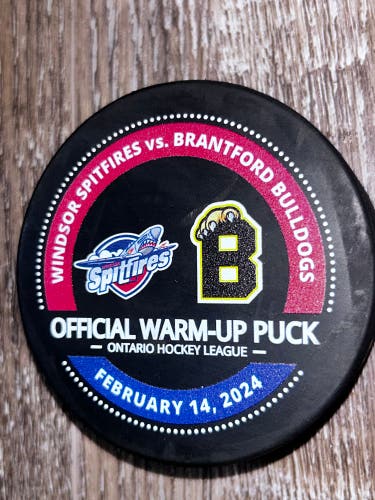 WINDSOR SPITFIRES vs. BRANTFORD BULLDOGS
Spitfires
B
OFFICIAL WARM-UP PUCK
— ONTARIO HOCKEY LEAGUE —
FEBRUARY 14, 2024